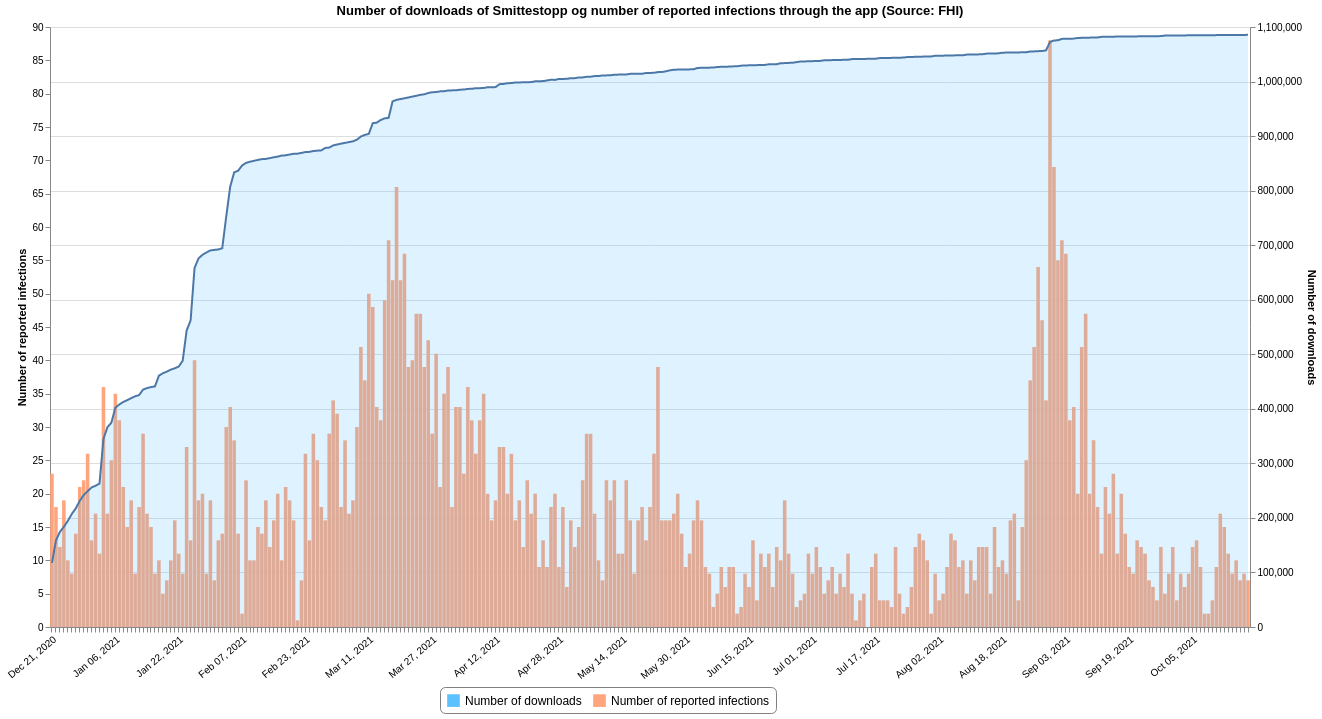 Number of downloads of Smittestopp og number of reported infections through the app (Source: FHI)
90
85
80
75
70
65
60
55
50
45
40
35
30
25
20
15
10
5
0
Number of reported infections
1,100,000
1,000,000
900,000
800,000
700,000
600,000
500,000
400,000
300,000
200,000
100,000
0
Number of downloads
Dec 21, 2020
Jan 06, 2021
Jan 22, 2021
Feb 07, 2021
Feb 23, 2021
Mar 11, 2021
Mar 27, 2021
Apr 12, 2021
Apr 28, 2021
May 14, 2021
May 30, 2021
Jun 15, 2021
Jul 01, 2021
Jul 17, 2021
Aug 02, 2021
Aug 18, 2021
Sep 03, 2021
Sep 19, 2021
Oct 05, 2021
Number of downloads
Number of reported infections